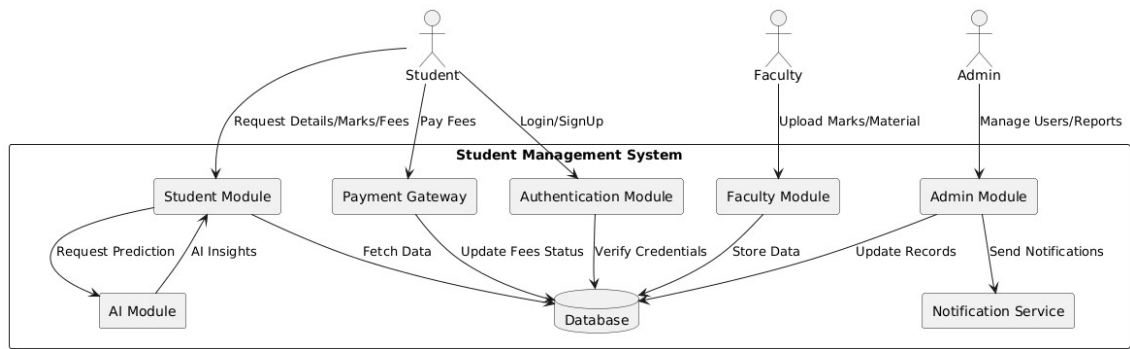 Student
Faculty
Admin
Request Details/Marks/Fees
Pay Fees
Login/SignUp
Upload Marks/Material
Manage Users/Reports
Student Management System
Student Module
Payment Gateway
Authentication Module
Faculty Module
Admin Module
Request Prediction
AI Insights
Fetch Data
Update Fees Status
Verify Credentials
Store Data
Update Records
Send Notifications
AI Module
Database
Notification Service